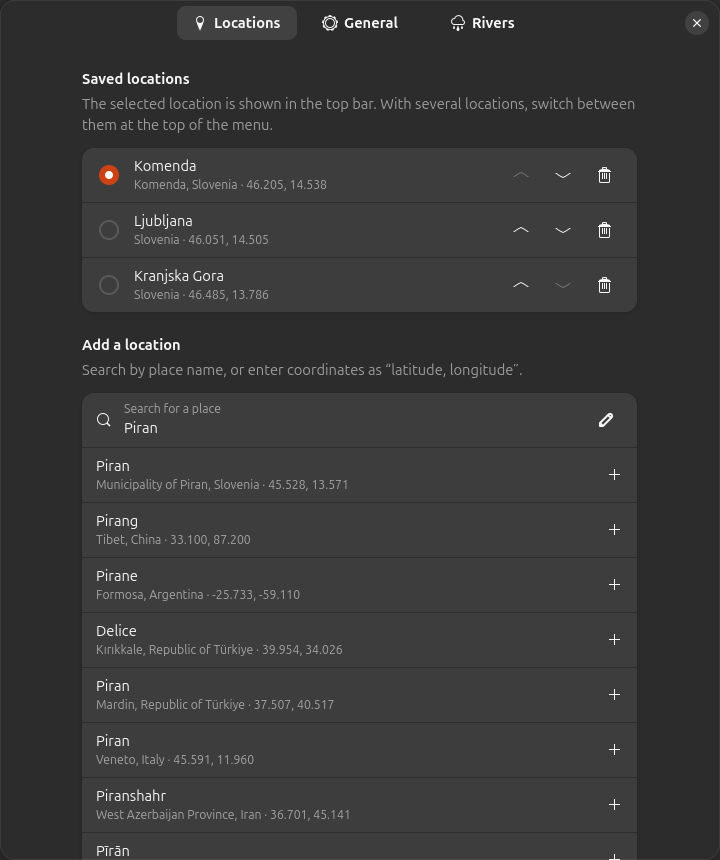 Locations
General
Rivers
Saved locations
The selected location is shown in the top bar. With several locations, switch between
them at the top of the menu.
Komenda
Komenda, Slovenia · 46.205, 14.538
Ljubljana
Slovenia · 46.051, 14.505
Kranjska Gora
Slovenia · 46.485, 13.786
Add a location
Search by place name, or enter coordinates as “latitude, longitude”.
Search for a place
Piran
Piran
Municipality of Piran, Slovenia · 45.528, 13.571
Pirang
Tibet, China · 33.100, 87.200
Pirane
Formosa, Argentina · -25.733, -59.110
Delice
Kırıkkale, Republic of Türkiye · 39.954, 34.026
Piran
Mardin, Republic of Türkiye · 37.507, 40.517
Piran
Veneto, Italy · 45.591, 11.960
Piranshahr
West Azerbaijan Province, Iran · 36.701, 45.141
Pīrān